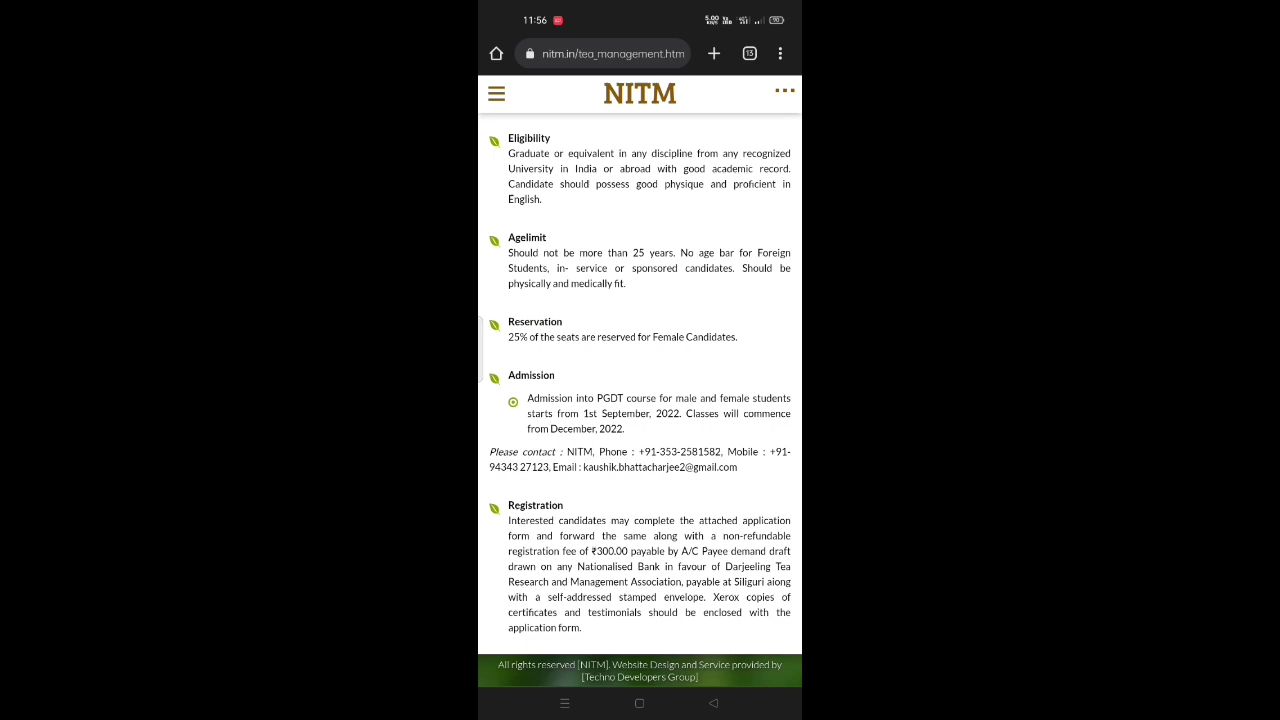 11:56
5.00 KB/S
90
nitm.in/tea_management.htm
13
NITM
Eligibility
Graduate or equivalent in any discipline from any recognized
University in India or abroad with good academic record.
Candidate should possess good physique and proficient in
English.
Agelimit
Should not be more than 25 years. No age bar for Foreign
Students, in- service or sponsored candidates. Should be
physically and medically fit.
Reservation
25% of the seats are reserved for Female Candidates.
Admission
Admission into PGDT course for male and female students
starts from 1st September, 2022. Classes will commence
from December, 2022.
Please contact : NITM, Phone : +91-353-2581582, Mobile : +91-
94343 27123, Email : kaushik.bhattacharjee2@gmail.com
Registration
Interested candidates may complete the attached application
form and forward the same along with a non-refundable
registration fee of ₹300.00 payable by A/C Payee demand draft
drawn on any Nationalised Bank in favour of Darjeeling Tea
Research and Management Association, payable at Siliguri along
with a self-addressed stamped envelope. Xerox copies of
certificates and testimonials should be enclosed with the
application form.
All rights reserved [NITM]. Website Design and Service provided by
[Techno Developers Group]